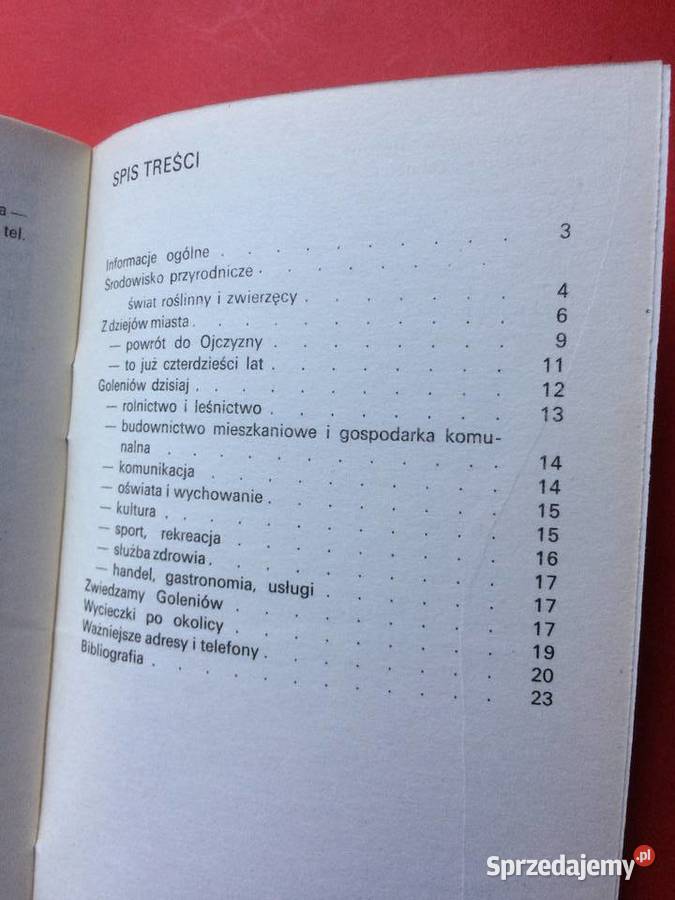 a —
tel.
SPIS TREŚCI
Informacje ogólne . . . . . . . . . . 3
Środowisko przyrodnicze . . . . . . . .
świat roślinny i zwierzęcy . . . . . . . 4
Z dziejów miasta . . . . . . . . . . 6
— powrót do Ojczyzny . . . . . . . . 9
— to już czterdzieści lat . . . . . . . . 11
Goleniów dzisiaj . . . . . . . . . . 12
— rolnictwo i leśnictwo . . . . . . . . 13
— budownictwo mieszkaniowe i gospodarka komu-
nalna . . . . . . . . . . . 14
— komunikacja . . . . . . . . . . 14
— oświata i wychowanie . . . . . . . . 15
— kultura . . . . . . . . . . . 15
— sport, rekreacja . . . . . . . . . 16
— służba zdrowia . . . . . . . . . . 17
— handel, gastronomia, usługi . . . . . . 17
Zwiedzamy Goleniów . . . . . . . . . 17
Wycieczki po okolicy . . . . . . . . . 19
Ważniejsze adresy i telefony . . . . . . . 20
Bibliografia . . . . . . . . . . . 23
Sprzedajemy.pl